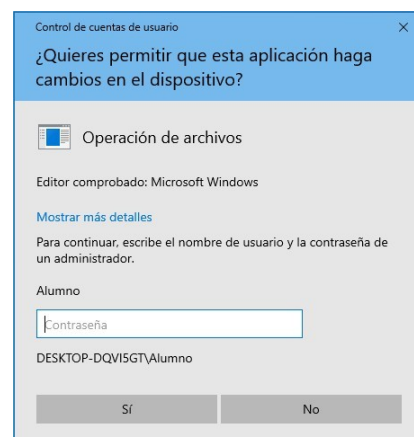 Control de cuentas de usuario
¿Quieres permitir que esta aplicación haga
cambios en el dispositivo?
Operación de archivos
Editor comprobado: Microsoft Windows
Mostrar más detalles
Para continuar, escribe el nombre de usuario y la contraseña de
un administrador.
Alumno
Contraseña
DESKTOP-DQVI5GT\Alumno
Sí
No